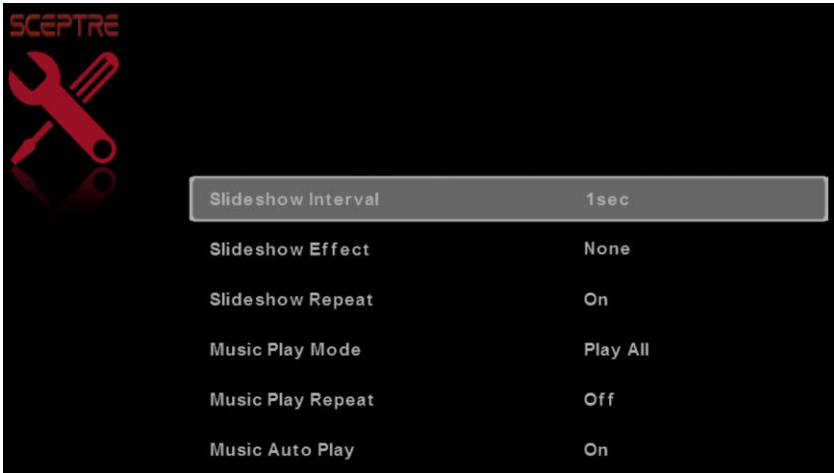 SCEPTRE
Slideshow Interval 1sec
Slideshow Effect None
Slideshow Repeat On
Music Play Mode Play All
Music Play Repeat Off
Music Auto Play On